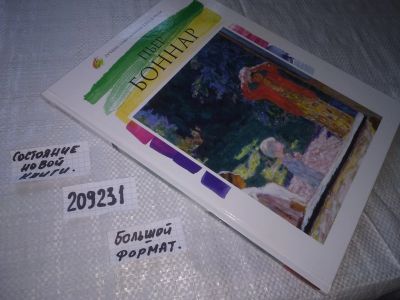 ПЬЕР
БОННАР
СОСТОЯНИЕ
НОВОЙ
КНИГИ.
209231
БОЛЬШОЙ
ФОРМАТ.